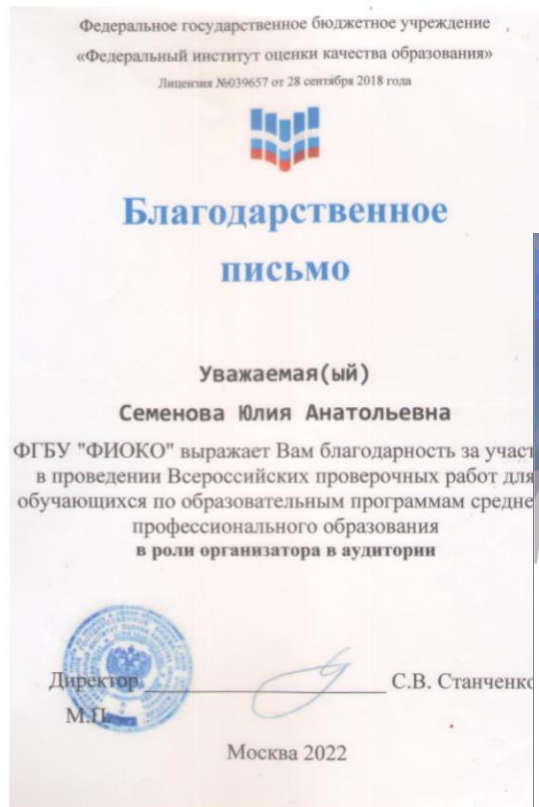 Федеральное государственное бюджетное учреждение
«Федеральный институт оценки качества образования»
Лицензия №039657 от 28 сентября 2018 года
Благодарственное
письмо
Уважаемая(ый)
Семенова Юлия Анатольевна
ФГБУ "ФИОКО" выражает Вам благодарность за участ
в проведении Всероссийских проверочных работ для
обучающихся по образовательным программам средне
профессионального образования
в роли организатора в аудитории
Директор С.В. Станченко
М.П.
Москва 2022